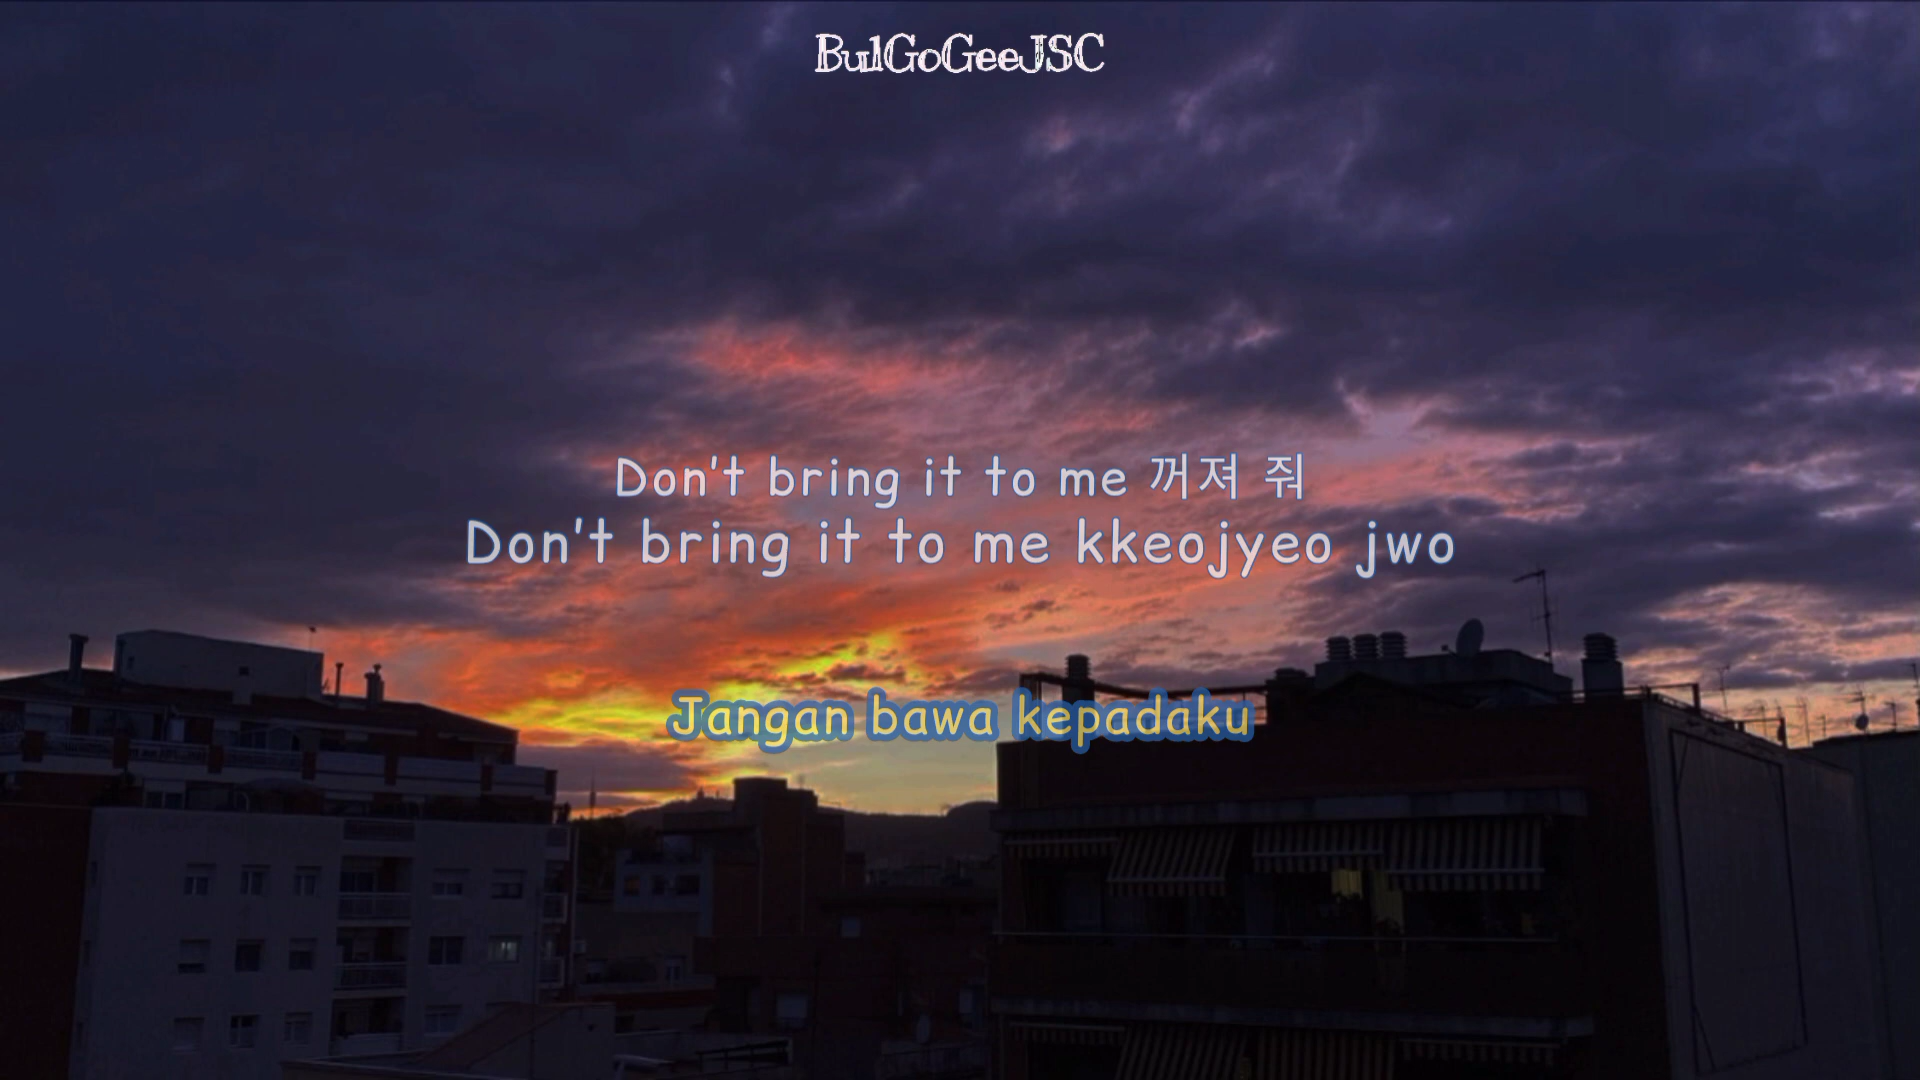 BulGoGeeJSC
Don't bring it to me 꺼져 줘
Don't bring it to me kkeojyeo jwo
Jangan bawa kepadaku